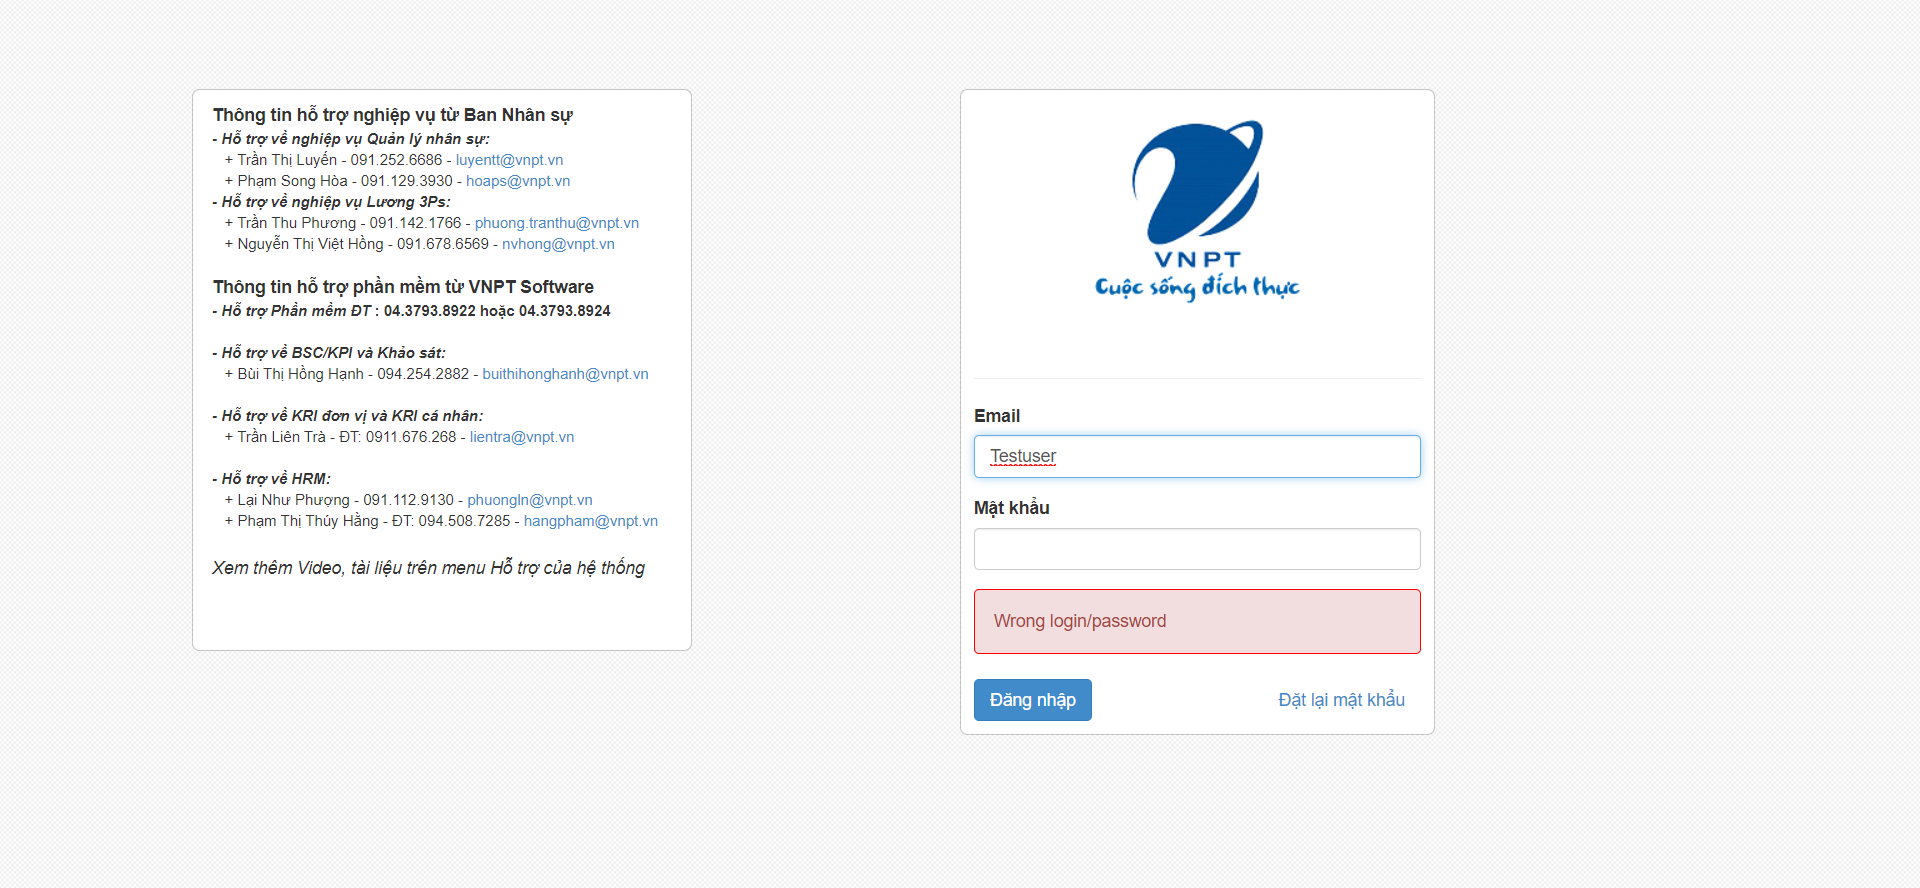 Thông tin hỗ trợ nghiệp vụ từ Ban Nhân sự
- Hỗ trợ về nghiệp vụ Quản lý nhân sự:
+ Trần Thị Luyến - 091.252.6686 - luyentt@vnpt.vn
+ Phạm Song Hòa - 091.129.3930 - hoaps@vnpt.vn
- Hỗ trợ về nghiệp vụ Lương 3Ps:
+ Trần Thu Phương - 091.142.1766 - phuong.tranthu@vnpt.vn
+ Nguyễn Thị Việt Hồng - 091.678.6569 - nvhong@vnpt.vn
Thông tin hỗ trợ phần mềm từ VNPT Software
- Hỗ trợ Phần mềm ĐT : 04.3793.8922 hoặc 04.3793.8924
- Hỗ trợ về BSC/KPI và Khảo sát:
+ Bùi Thị Hồng Hạnh - 094.254.2882 - buithihonghanh@vnpt.vn
- Hỗ trợ về KRI đơn vị và KRI cá nhân:
+ Trần Liên Trà - ĐT: 0911.676.268 - lientra@vnpt.vn
- Hỗ trợ về HRM:
+ Lại Như Phượng - 091.112.9130 - phuongln@vnpt.vn
+ Phạm Thị Thúy Hằng - ĐT: 094.508.7285 - hangpham@vnpt.vn
Xem thêm Video, tài liệu trên menu Hỗ trợ của hệ thống
VNPT
Cuộc sống đích thực
Email
Testuser
Mật khẩu
Wrong login/password
Đăng nhập
Đặt lại mật khẩu